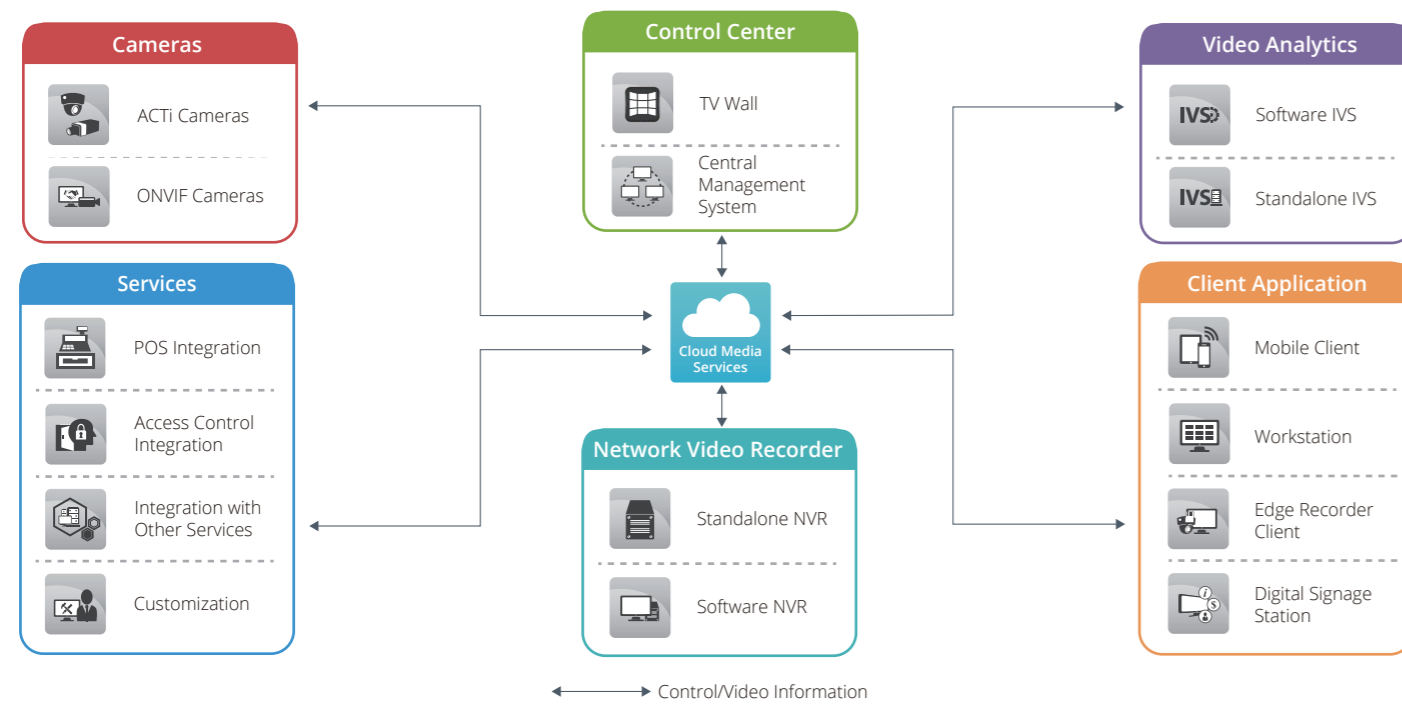 Cameras
ACTi Cameras
ONVIF Cameras
Services
POS Integration
Access Control
Integration
Integration with
Other Services
Customization
Control Center
TV Wall
Central
Management
System
Cloud Media
Services
Network Video Recorder
Standalone NVR
Software NVR
Video Analytics
IVS
Software IVS
IVS
Standalone IVS
Client Application
Mobile Client
Workstation
Edge Recorder
Client
Digital Signage
Station
Control/Video Information